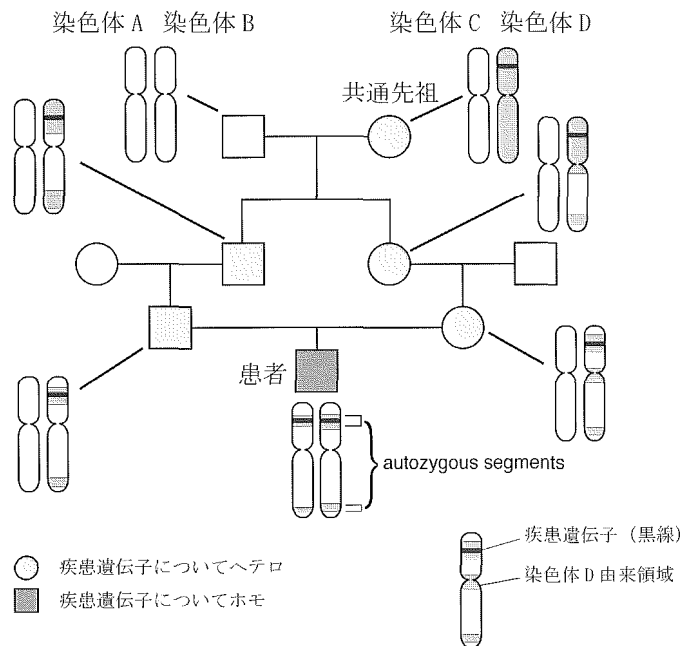 染色体 A 染色体 B 染色体 C 染色体 D
共通先祖
患者
autozygous segments
疾患遺伝子 (黒線)
染色体 D 由来領域
疾患遺伝子についてヘテロ
疾患遺伝子についてホモ